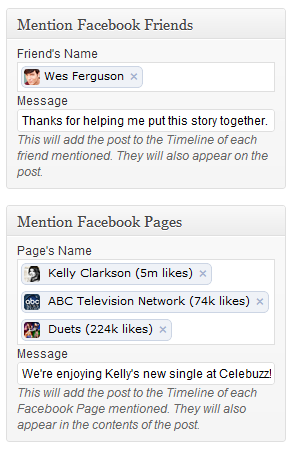 Mention Facebook Friends
Friend's Name
Wes Ferguson ×
Message
Thanks for helping me put this story together.
This will add the post to the Timeline of each
friend mentioned. They will also appear on the
post.
Mention Facebook Pages
Page's Name
Kelly Clarkson (5m likes) ×
abc ABC Television Network (74k likes) ×
Duets (224k likes) ×
Message
We're enjoying Kelly's new single at Celebuzz!
This will add the post to the Timeline of each
Facebook Page mentioned. They will also
appear in the contents of the post.